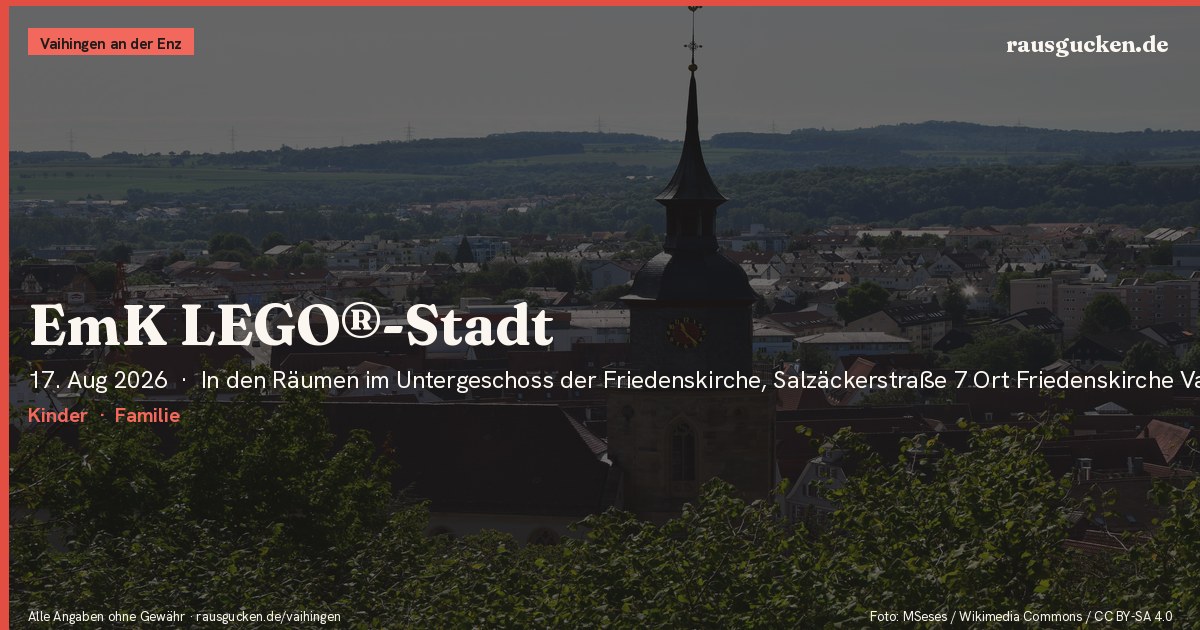 Vaihingen an der Enz
rausgucken.de
EmK LEGO®-Stadt
17. Aug 2026 · In den Räumen im Untergeschoss der Friedenskirche, Salzäckerstraße 7 Ort Friedenskirche
Kinder · Familie
Alle Angaben ohne Gewähr · rausgucken.de/vaihingen
Foto: MSeses / Wikimedia Commons / CC BY-SA 4.0